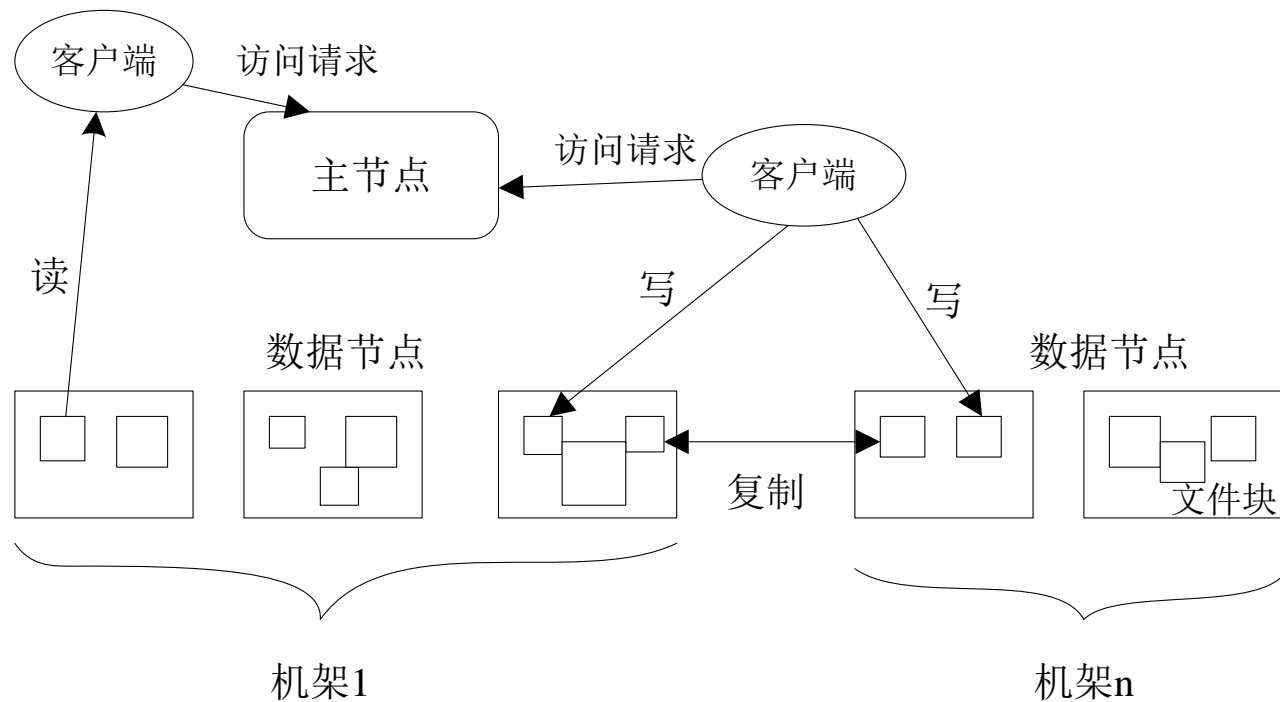 客户端
访问请求
主节点
访问请求
客户端
读
写
写
数据节点
数据节点
复制
文件块
机架1
机架n